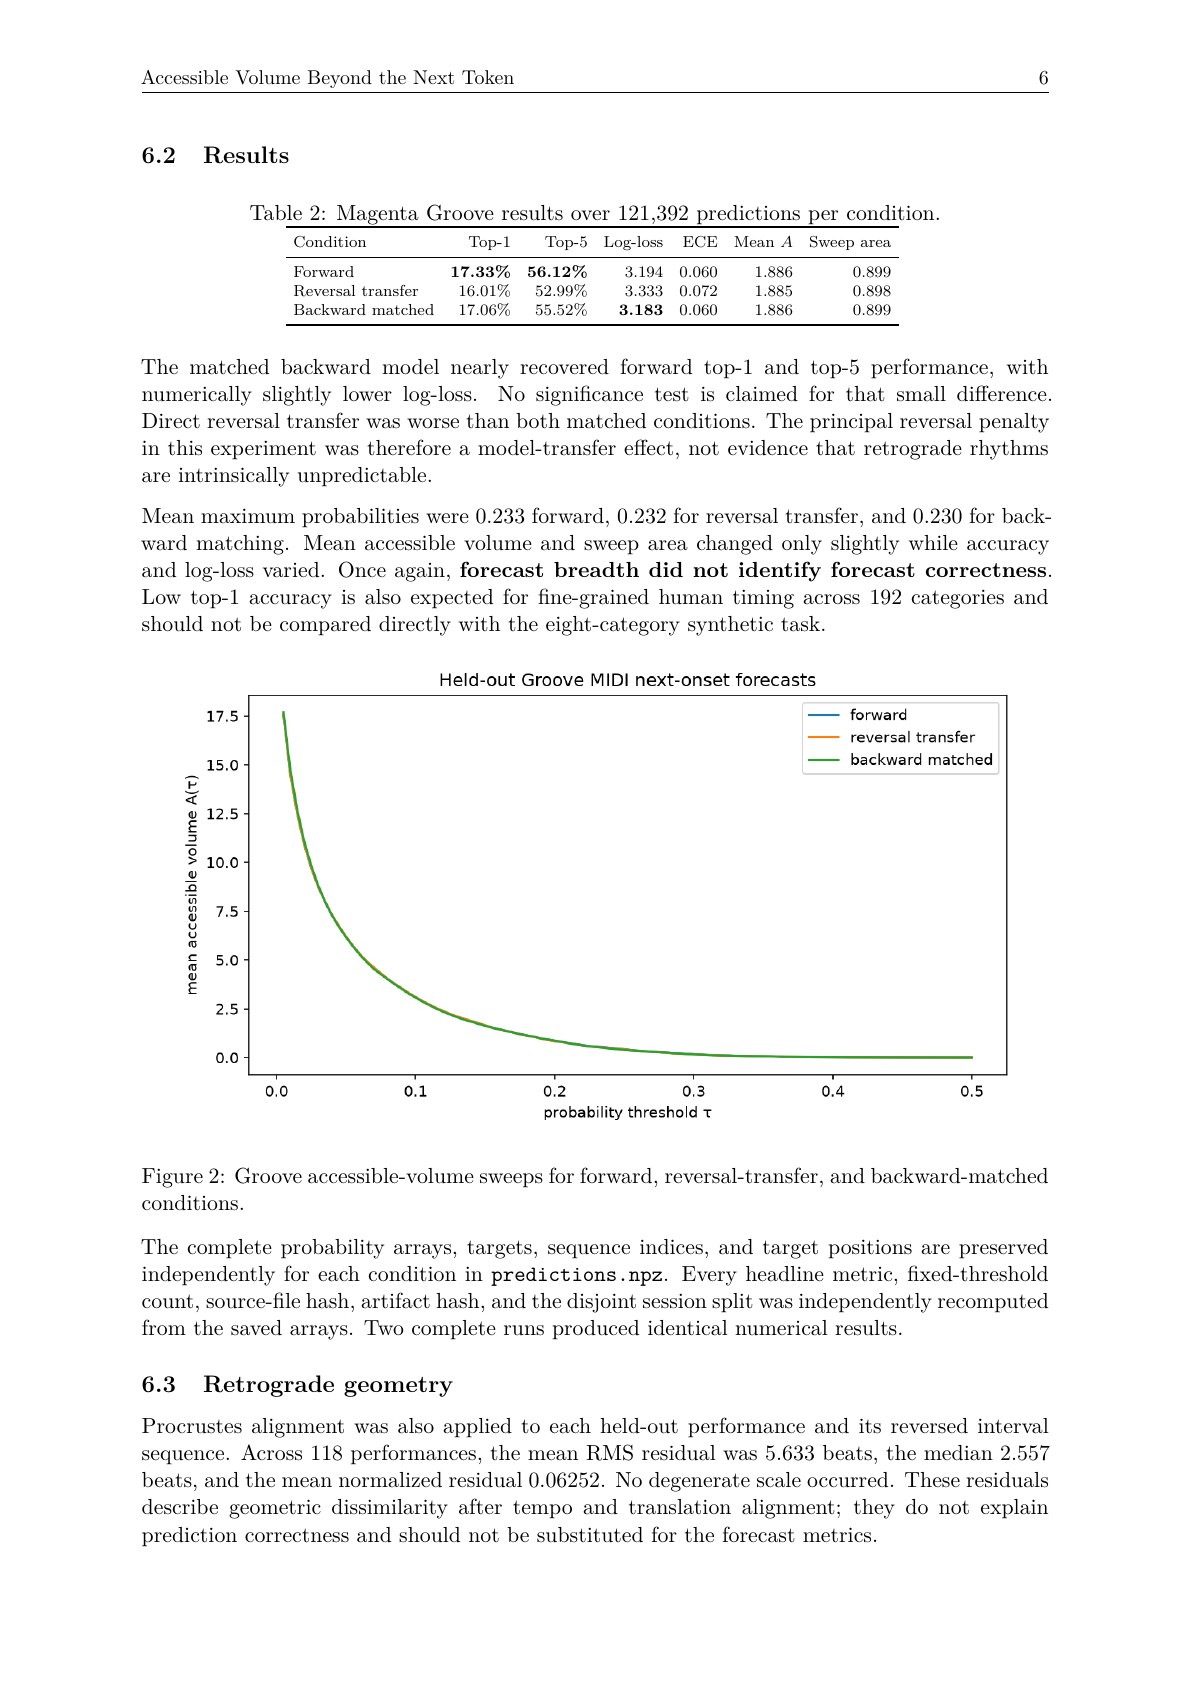 Accessible Volume Beyond the Next Token 6
6.2 Results
Table 2: Magenta Groove results over 121,392 predictions per condition.
Condition Top-1 Top-5 Log-loss ECE Mean A Sweep area
Forward 17.33% 56.12% 3.194 0.060 1.886 0.899
Reversal transfer 16.01% 52.99% 3.333 0.072 1.885 0.898
Backward matched 17.06% 55.52% 3.183 0.060 1.886 0.899
The matched backward model nearly recovered forward top-1 and top-5 performance, with
numerically slightly lower log-loss. No significance test is claimed for that small difference.
Direct reversal transfer was worse than both matched conditions. The principal reversal penalty
in this experiment was therefore a model-transfer effect, not evidence that retrograde rhythms
are intrinsically unpredictable.
Mean maximum probabilities were 0.233 forward, 0.232 for reversal transfer, and 0.230 for back-
ward matching. Mean accessible volume and sweep area changed only slightly while accuracy
and log-loss varied. Once again, forecast breadth did not identify forecast correctness.
Low top-1 accuracy is also expected for fine-grained human timing across 192 categories and
should not be compared directly with the eight-category synthetic task.
Held-out Groove MIDI next-onset forecasts
forward
reversal transfer
backward matched
mean accessible volume A(τ)
17.5
15.0
12.5
10.0
7.5
5.0
2.5
0.0
0.0 0.1 0.2 0.3 0.4 0.5
probability threshold τ
Figure 2: Groove accessible-volume sweeps for forward, reversal-transfer, and backward-matched
conditions.
The complete probability arrays, targets, sequence indices, and target positions are preserved
independently for each condition in predictions.npz. Every headline metric, fixed-threshold
count, source-file hash, artifact hash, and the disjoint session split was independently recomputed
from the saved arrays. Two complete runs produced identical numerical results.
6.3 Retrograde geometry
Procrustes alignment was also applied to each held-out performance and its reversed interval
sequence. Across 118 performances, the mean RMS residual was 5.633 beats, the median 2.557
beats, and the mean normalized residual 0.06252. No degenerate scale occurred. These residuals
describe geometric dissimilarity after tempo and translation alignment; they do not explain
prediction correctness and should not be substituted for the forecast metrics.